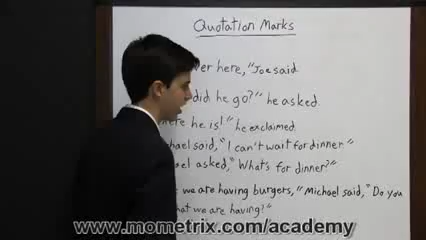 Quotation Marks
er here, "Joe said
did he go?" he asked.
ere he is!" he exclaimed.
hael said, "I can't wait for dinner"
el asked, "What's for dinner?"
we are having burgers, "Michael said," Do you
hat we are having?"
www.mometrix.com/academy